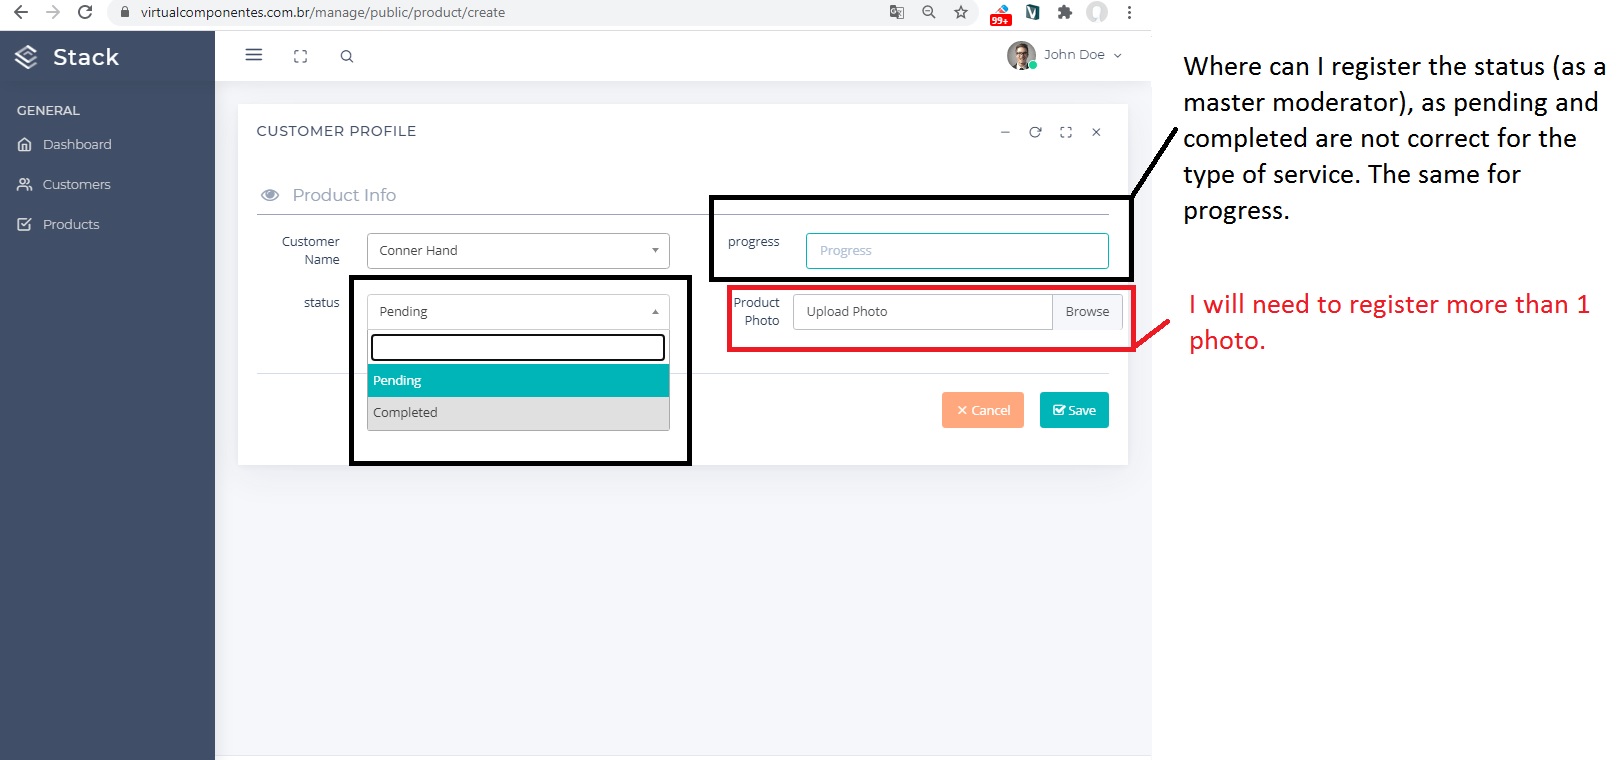 virtualcomponentes.com.br/manage/public/product/create
99+
Stack
John Doe
GENERAL
Dashboard
Customers
Products
CUSTOMER PROFILE
Product Info
Customer
Name
Conner Hand
progress
Progress
status
Pending
Pending
Completed
Product
Photo
Upload Photo
Browse
Cancel
Save
Where can I register the status (as a
master moderator), as pending and
completed are not correct for the
type of service. The same for
progress.
I will need to register more than 1
photo.